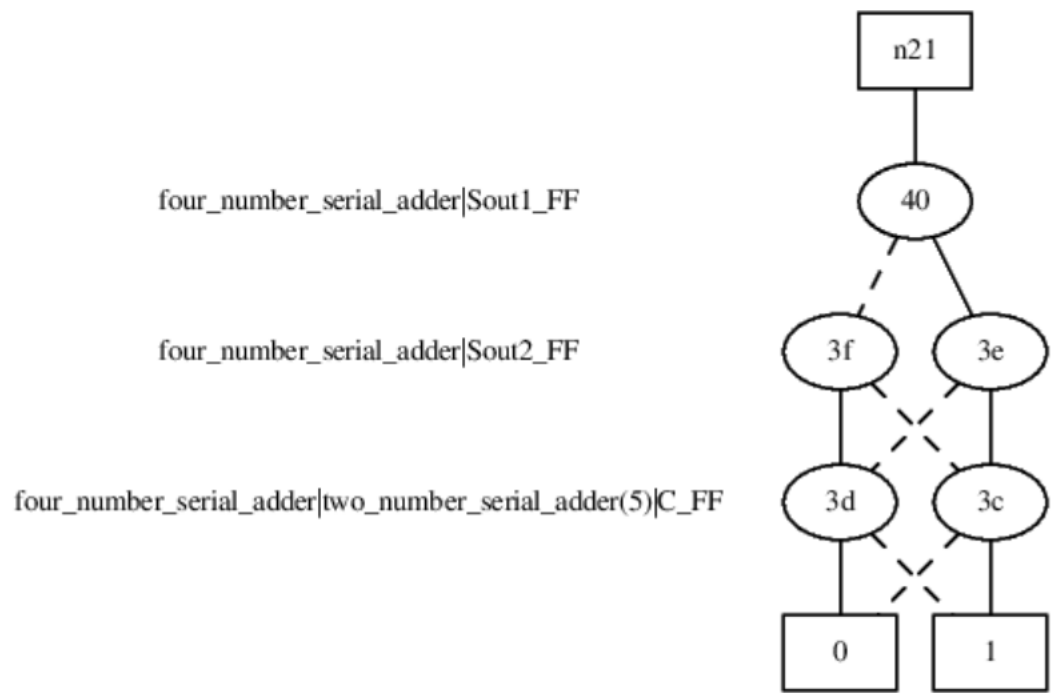 n21
four_number_serial_adder|Sout1_FF
40
four_number_serial_adder|Sout2_FF
3f
3e
four_number_serial_adder|two_number_serial_adder(5)|C_FF
3d
3c
0
1